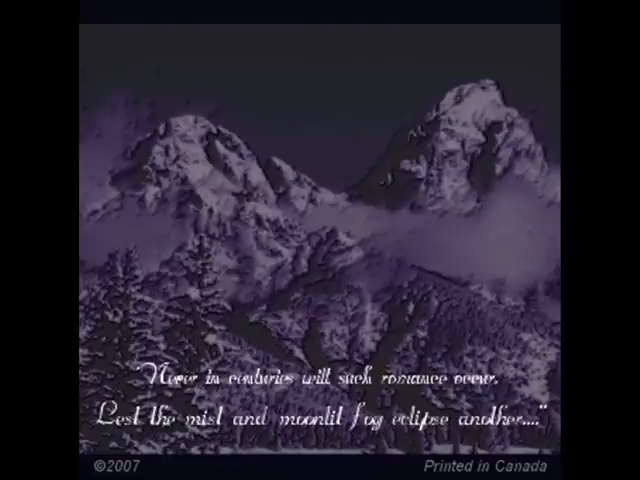 "Never in centuries will such romance occur.
Lest the mist and moonlit fog eclipse another...."
©2007
Printed in Canada